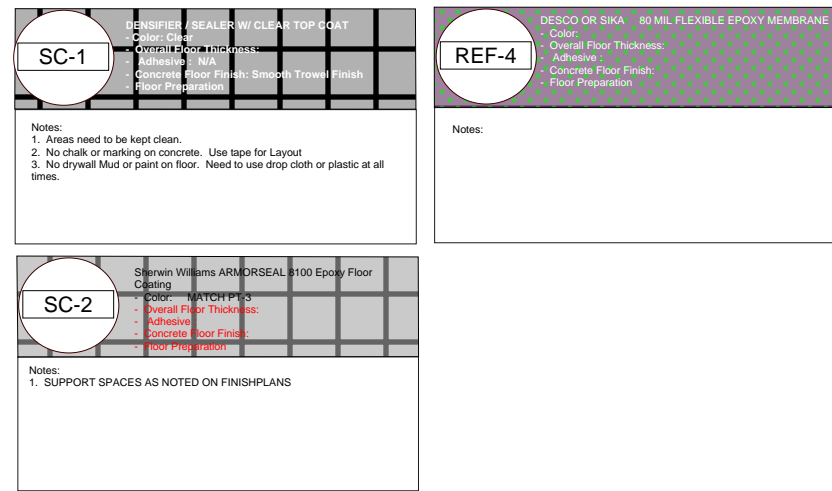 SC-1
DENSIFIER / SEALER W/ CLEAR TOP COAT
- Color: Clear
- Overall Floor Thickness:
- Adhesive : N/A
- Concrete Floor Finish: Smooth Trowel Finish
- Floor Preparation
Notes:
1. Areas need to be kept clean.
2. No chalk or marking on concrete. Use tape for Layout
3. No drywall Mud or paint on floor. Need to use drop cloth or plastic at all
times.
REF-4
DESCO OR SIKA 80 MIL FLEXIBLE EPOXY MEMBRANE
- Color:
- Overall Floor Thickness:
- Adhesive :
- Concrete Floor Finish:
- Floor Preparation
Notes:
SC-2
Sherwin Williams ARMORSEAL 8100 Epoxy Floor
Coating
- Color: MATCH PT-3
- Overall Floor Thickness:
- Adhesive:
- Concrete Floor Finish:
- Floor Preparation
Notes:
1. SUPPORT SPACES AS NOTED ON FINISHPLANS